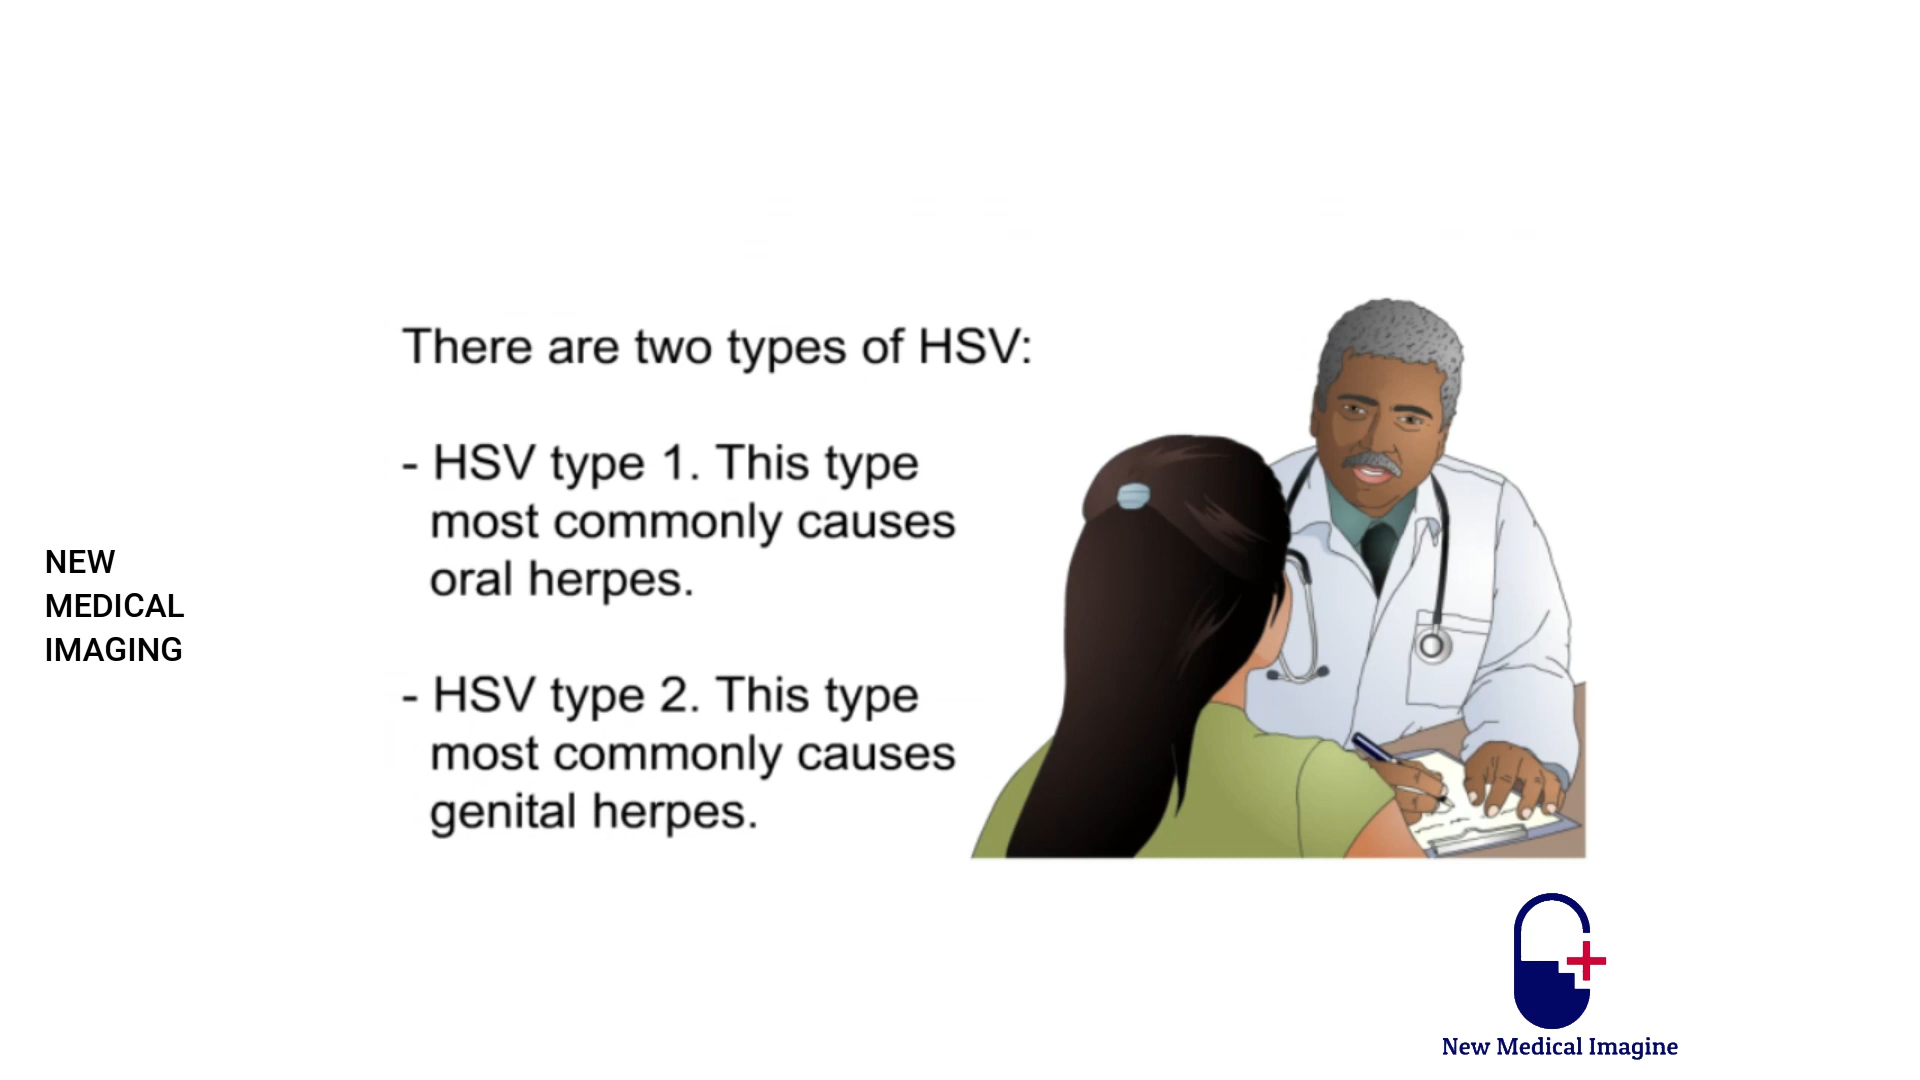 There are two types of HSV:
- HSV type 1. This type
most commonly causes
oral herpes.
- HSV type 2. This type
most commonly causes
genital herpes.
NEW
MEDICAL
IMAGING
New Medical Imagine